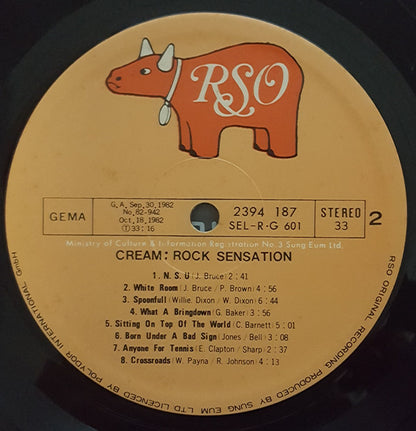 RSO
GEMA
G.A. Sep. 30, 1982
No. 82-942
Oct. 18, 1982
① 33:16
2394 187
SEL-R-G 601
STEREO
33
2
Ministry of Culture & Information Registration No. 3 Sung Eum Ltd.
CREAM: ROCK SENSATION
1. N. S. U (J. Bruce) 2:41
2. White Room (J. Bruce / P. Brown) 4:56
3. Spoonfull (Willie. Dixon / W. Dixon) 6:44
4. What A Bringdown (G. Baker) 3:56
5. Sitting On Top Of The World (C. Barnett) 5:01
6. Born Under A Bad Sign (Jones / Bell) 3:08
7. Anyone For Tennis (E. Clapton / Sharp) 2:37
8. Crossroads (W. Payna / R. Johnson) 4:13
RSO ORIGINAL RECORDING PRODUCED BY SUNG EUM LTD LICENCED BY POLYDOR INTERNATIONAL GmbH